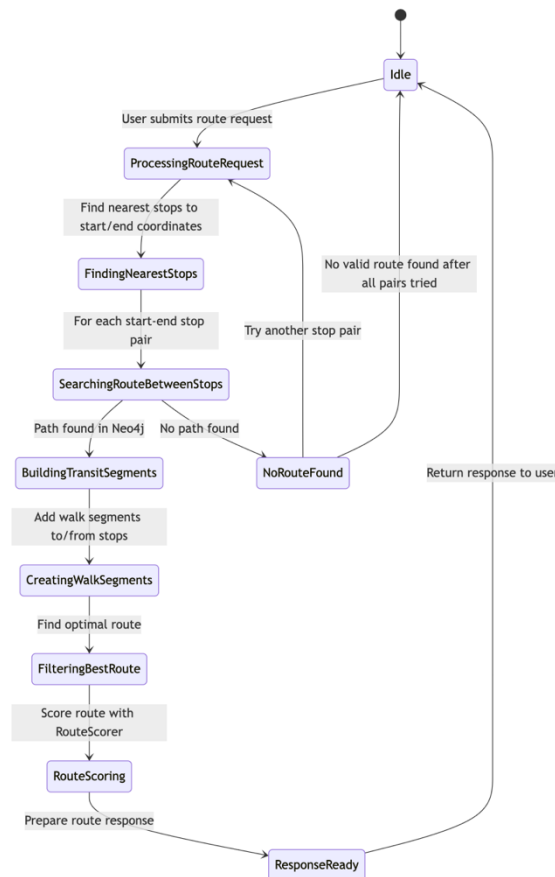 Idle
User submits route request
ProcessingRouteRequest
Find nearest stops to
start/end coordinates
No valid route found after
all pairs tried
FindingNearestStops
For each start-end stop
pair
Try another stop pair
SearchingRouteBetweenStops
Path found in Neo4j
No path found
BuildingTransitSegments
NoRouteFound
Return response to user
Add walk segments
to/from stops
CreatingWalkSegments
Find optimal route
FilteringBestRoute
Score route with
RouteScorer
RouteScoring
Prepare route response
ResponseReady